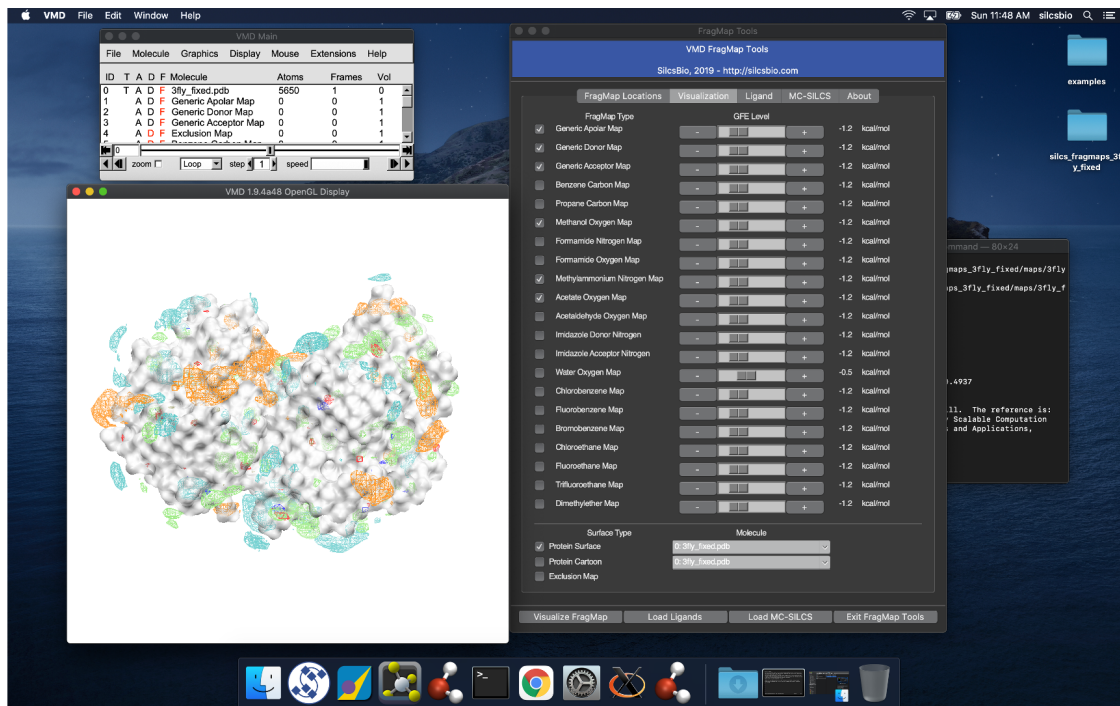 VMD File Edit Window Help
Sun 11:48 AM silcsbio
VMD Main
File Molecule Graphics Display Mouse Extensions Help
ID T A D F Molecule Atoms Frames Vol
0 T A D F 3fly_fixed.pdb 5650 1 0
1 A D F Generic Apolar Map 0 0 1
2 A D F Generic Donor Map 0 0 1
3 A D F Generic Acceptor Map 0 0 1
4 A D F Exclusion Map 0 0 1
0
zoom Loop step 1 speed
VMD 1.9.4a48 OpenGL Display
FragMap Tools
VMD FragMap Tools
SilcsBio, 2019 - http://silcsbio.com
FragMap Locations Visualization Ligand MC-SILCS About
FragMap Type GFE Level
Generic Apolar Map - + -1.2 kcal/mol
Generic Donor Map - + -1.2 kcal/mol
Generic Acceptor Map - + -1.2 kcal/mol
Benzene Carbon Map - + -1.2 kcal/mol
Propane Carbon Map - + -1.2 kcal/mol
Methanol Oxygen Map - + -1.2 kcal/mol
Formamide Nitrogen Map - + -1.2 kcal/mol
Formamide Oxygen Map - + -1.2 kcal/mol
Methylammonium Nitrogen Map - + -1.2 kcal/mol
Acetate Oxygen Map - + -1.2 kcal/mol
Acetaldehyde Oxygen Map - + -1.2 kcal/mol
Imidazole Donor Nitrogen - + -1.2 kcal/mol
Imidazole Acceptor Nitrogen - + -1.2 kcal/mol
Water Oxygen Map - + -0.5 kcal/mol
Chlorobenzene Map - + -1.2 kcal/mol
Fluorobenzene Map - + -1.2 kcal/mol
Bromobenzene Map - + -1.2 kcal/mol
Chloroethane Map - + -1.2 kcal/mol
Fluoroethane Map - + -1.2 kcal/mol
Trifluoroethane Map - + -1.2 kcal/mol
Dimethylether Map - + -1.2 kcal/mol
Surface Type Molecule
Protein Surface 0: 3fly_fixed.pdb
Protein Cartoon 0: 3fly_fixed.pdb
Exclusion Map
Visualize FragMap Load Ligands Load MC-SILCS Exit FragMap Tools
examples
silcs_fragmaps_3f
y_fixed
mmand — 80×24
gmaps_3fly_fixed/maps/3fly
aps_3fly_fixed/maps/3fly_f
.4937
ll. The reference is:
Scalable Computation
s and Applications,